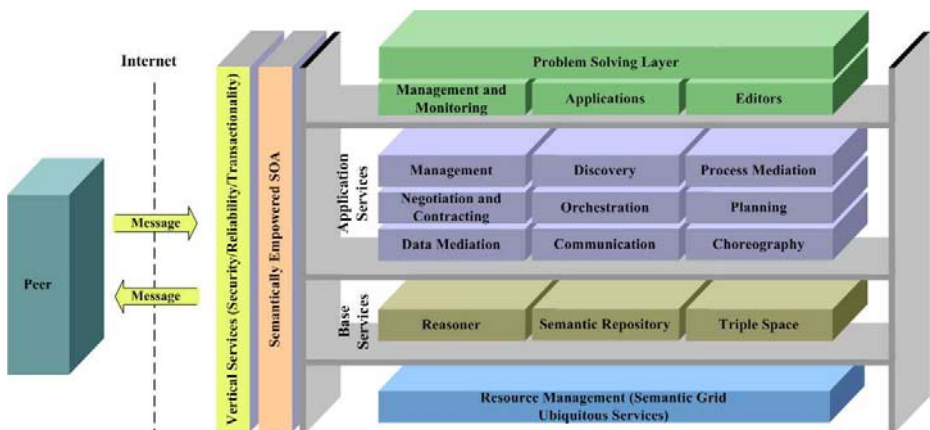 Internet
Peer
Message
Message
Vertical Services (Security/Reliability/Transactionality)
Semantically Empowered SOA
Problem Solving Layer
Management and
Monitoring
Applications
Editors
Application
Services
Management
Discovery
Process Mediation
Negotiation and
Contracting
Orchestration
Planning
Data Mediation
Communication
Choreography
Base
Services
Reasoner
Semantic Repository
Triple Space
Resource Management (Semantic Grid
Ubiquitous Services)